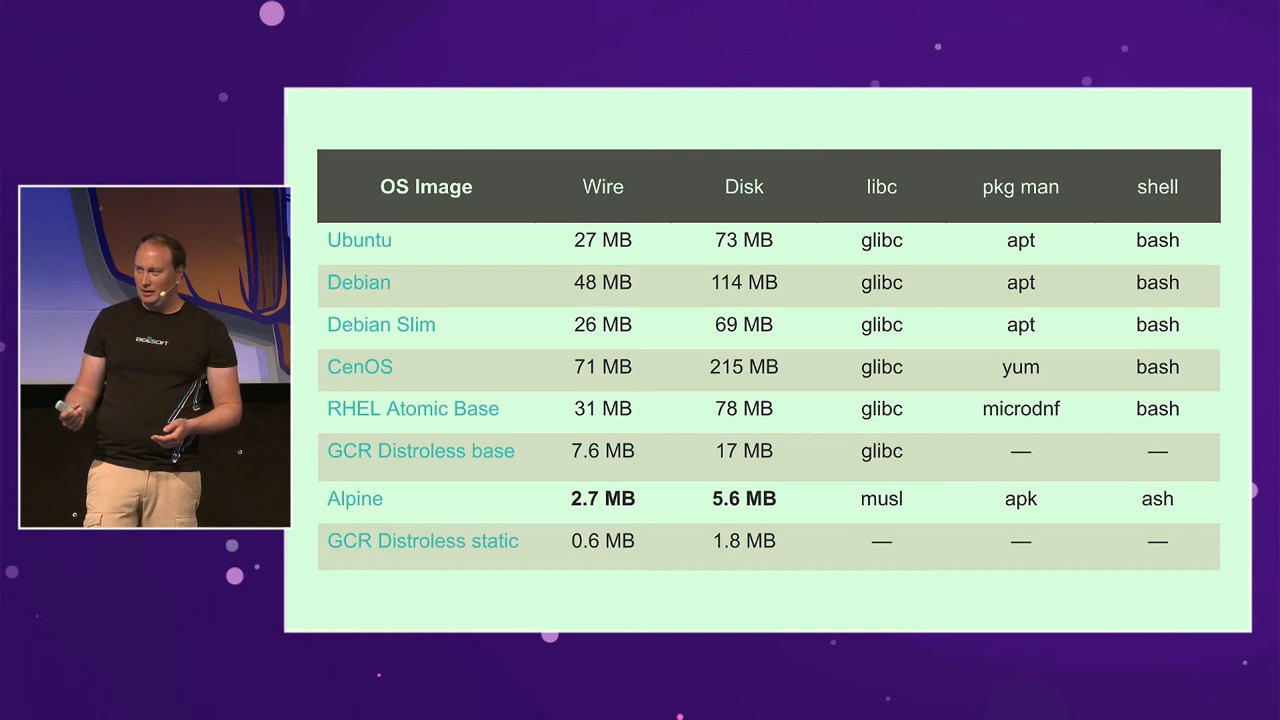 OS Image Wire Disk libc pkg man shell
Ubuntu 27 MB 73 MB glibc apt bash
Debian 48 MB 114 MB glibc apt bash
Debian Slim 26 MB 69 MB glibc apt bash
CenOS 71 MB 215 MB glibc yum bash
RHEL Atomic Base 31 MB 78 MB glibc microdnf bash
GCR Distroless base 7.6 MB 17 MB glibc — —
Alpine 2.7 MB 5.6 MB musl apk ash
GCR Distroless static 0.6 MB 1.8 MB — — —